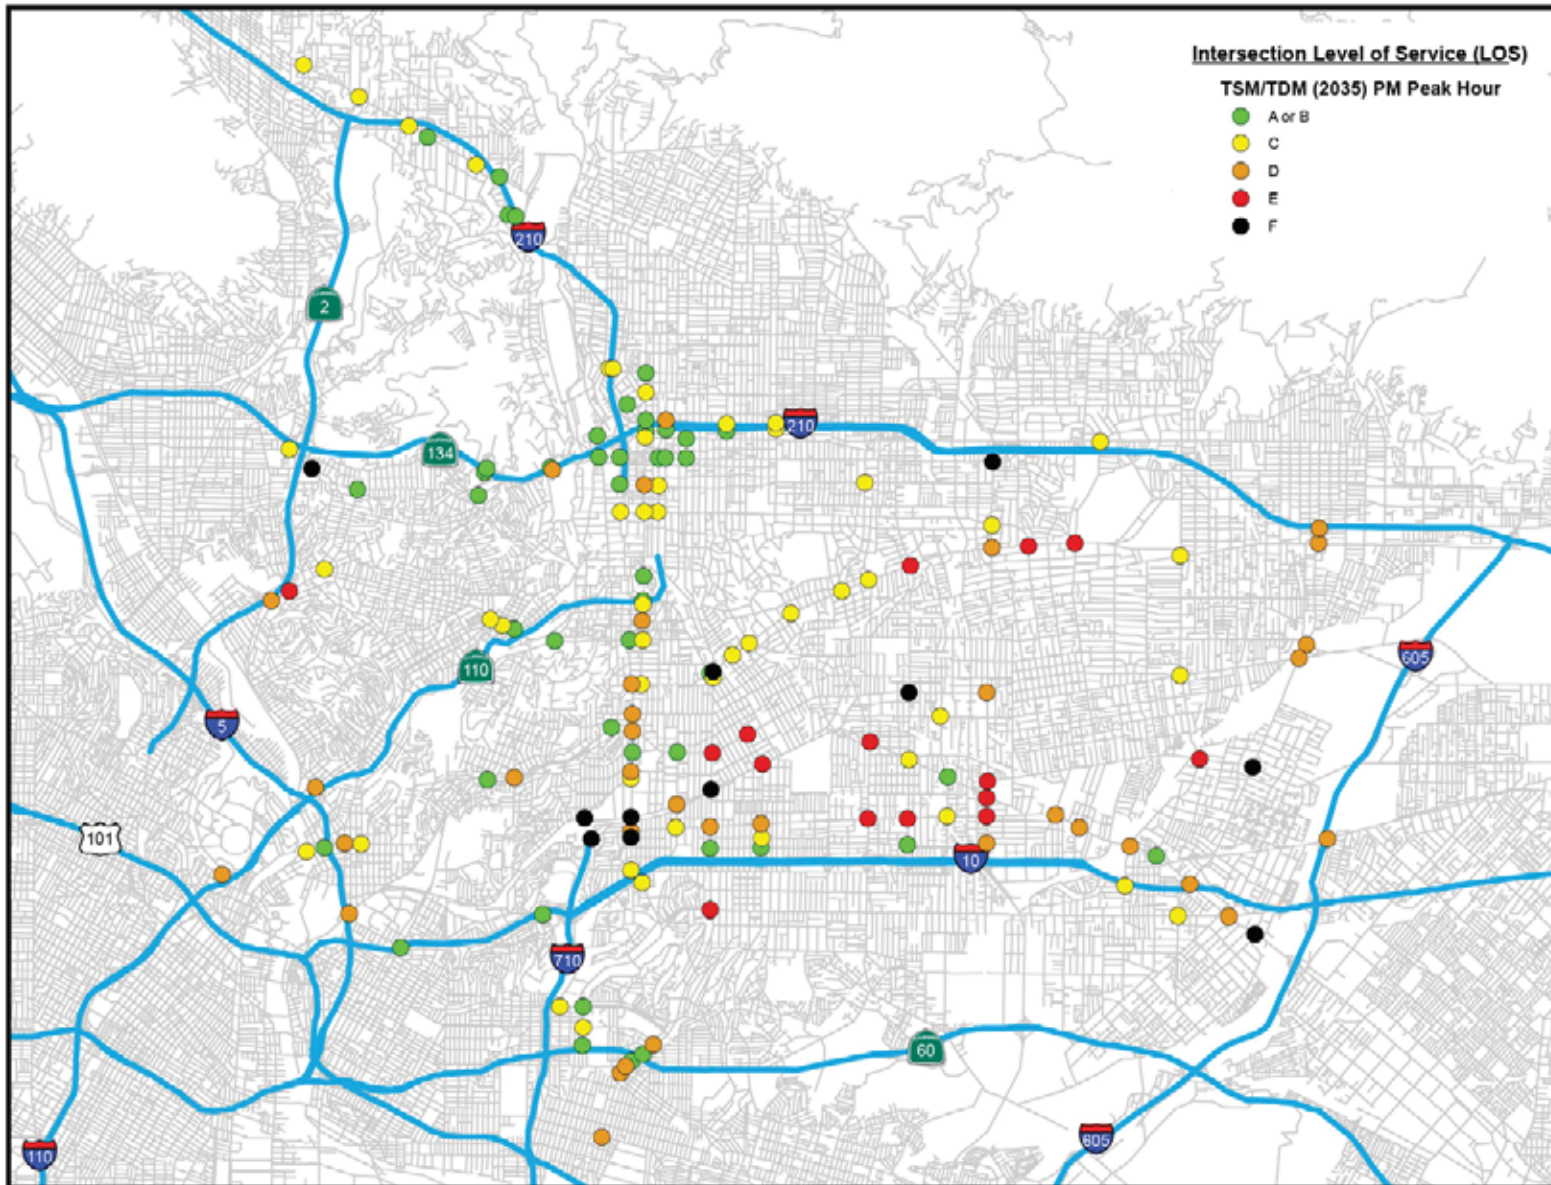 Intersection Level of Service (LOS)
TSM/TDM (2035) PM Peak Hour
A or B
C
D
E
F
210
2
134
210
110
605
5
101
10
710
60
605
110